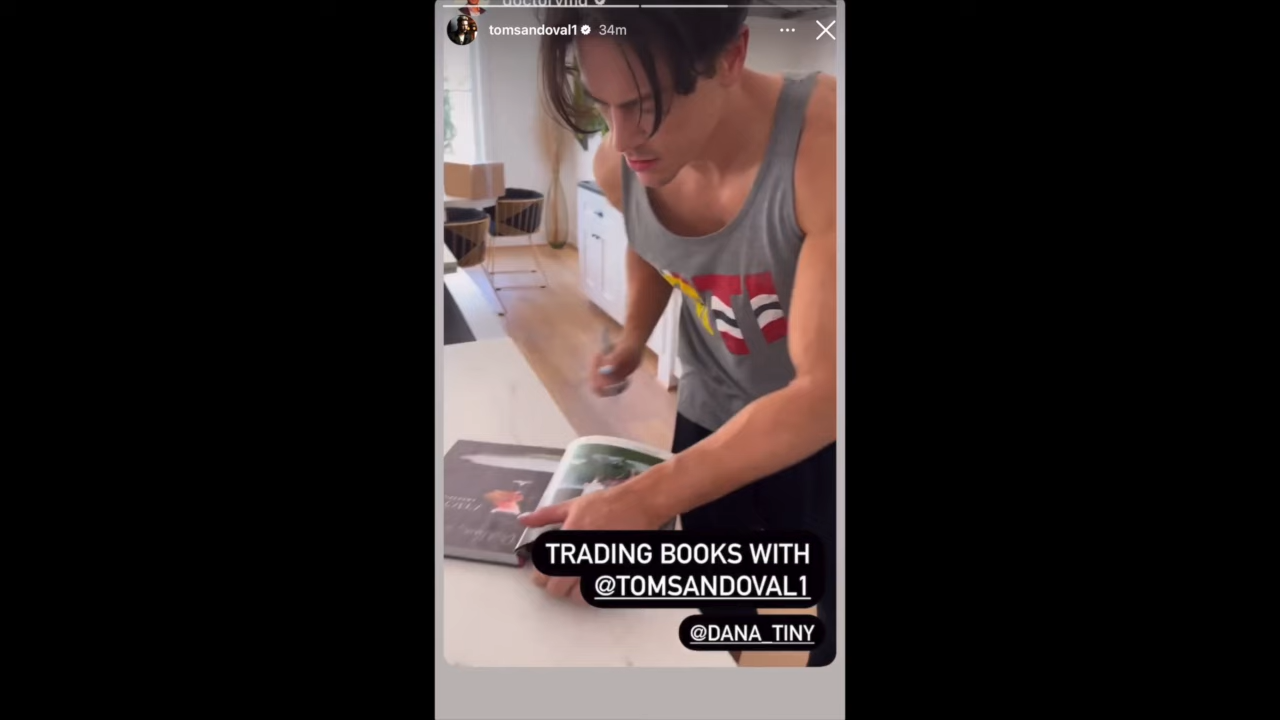 tomsandoval1 34m
TRADING BOOKS WITH
@TOMSANDOVAL1
@DANA_TINY